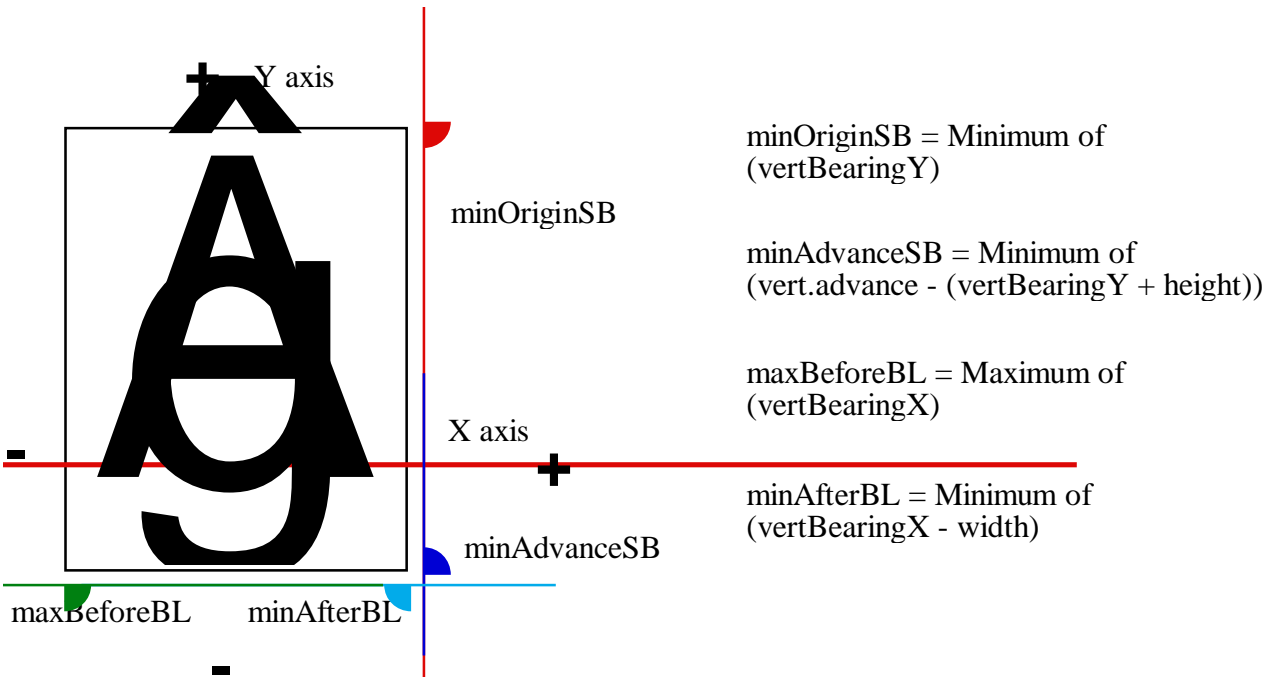 Y axis
minOriginSB = Minimum of
(vertBearingY)
minOriginSB
minAdvanceSB = Minimum of
(vert.advance - (vertBearingY + height))
maxBeforeBL = Maximum of
(vertBearingX)
X axis
minAfterBL = Minimum of
(vertBearingX - width)
minAdvanceSB
maxBeforeBL
minAfterBL